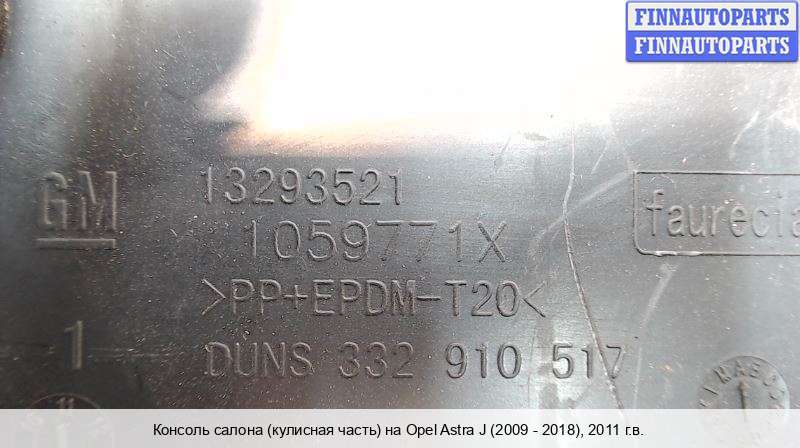 FINNAUTOPARTS
FINNAUTOPARTS
GM
13293521
1059771X
faurecia
>PP+EPDM-T20<
1
DUNS 332 910 517
11
Консоль салона (кулисная часть) на Opel Astra J (2009 - 2018), 2011 г.в.